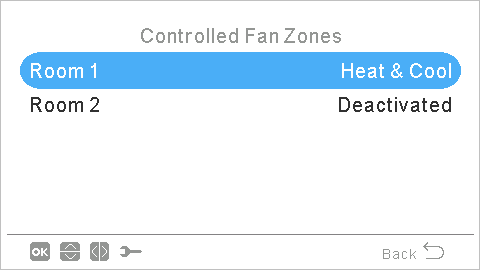 Controlled Fan Zones
Room 1 Heat & Cool
Room 2 Deactivated
OK Back